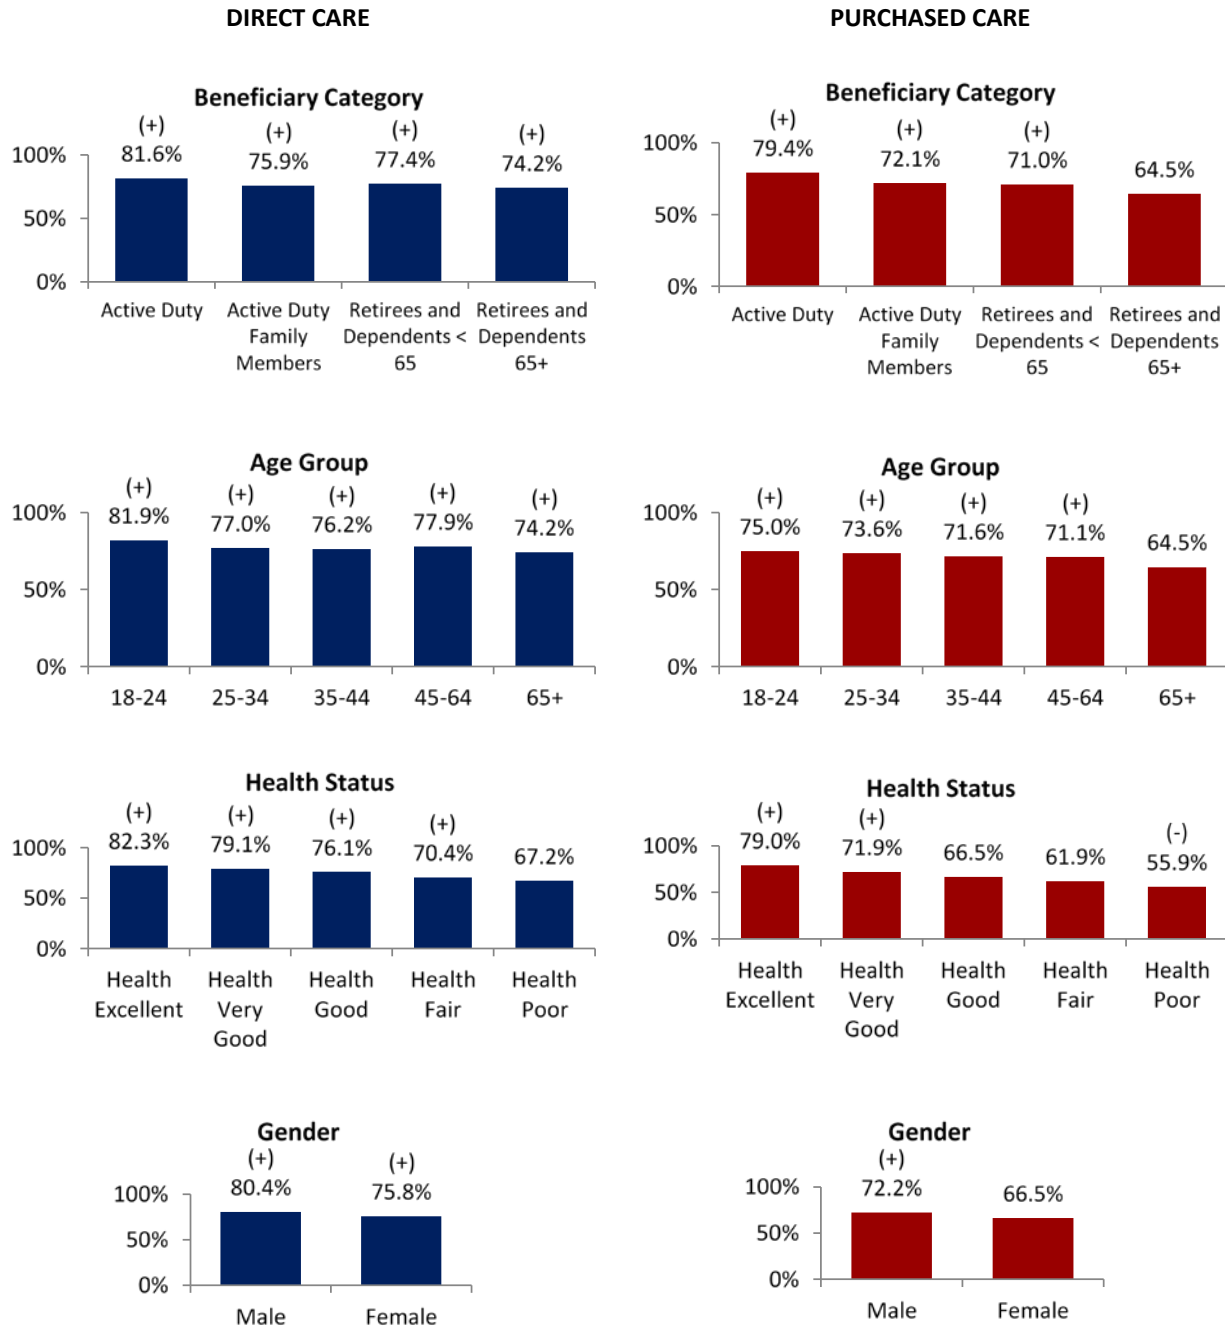 DIRECT CARE
Beneficiary Category
(+) (+) (+) (+)
81.6% 75.9% 77.4% 74.2%
100%
50%
0%
Active Duty Active Duty Retirees and Retirees and
Family Dependents < Dependents
Members 65 65+
Age Group
(+) (+) (+) (+) (+)
81.9% 77.0% 76.2% 77.9% 74.2%
100%
50%
0%
18-24 25-34 35-44 45-64 65+
Health Status
(+) (+) (+) (+)
82.3% 79.1% 76.1% 70.4% 67.2%
100%
50%
0%
Health Health Health Health Health
Excellent Very Good Fair Poor
Good
Gender
(+) (+)
80.4% 75.8%
100%
50%
0%
Male Female
PURCHASED CARE
Beneficiary Category
(+) (+) (+)
79.4% 72.1% 71.0% 64.5%
100%
50%
0%
Active Duty Active Duty Retirees and Retirees and
Family Dependents < Dependents
Members 65 65+
Age Group
(+) (+) (+) (+)
75.0% 73.6% 71.6% 71.1% 64.5%
100%
50%
0%
18-24 25-34 35-44 45-64 65+
Health Status
(+) (+) (-)
79.0% 71.9% 66.5% 61.9% 55.9%
100%
50%
0%
Health Health Health Health Health
Excellent Very Good Fair Poor
Good
Gender
(+)
72.2% 66.5%
100%
50%
0%
Male Female